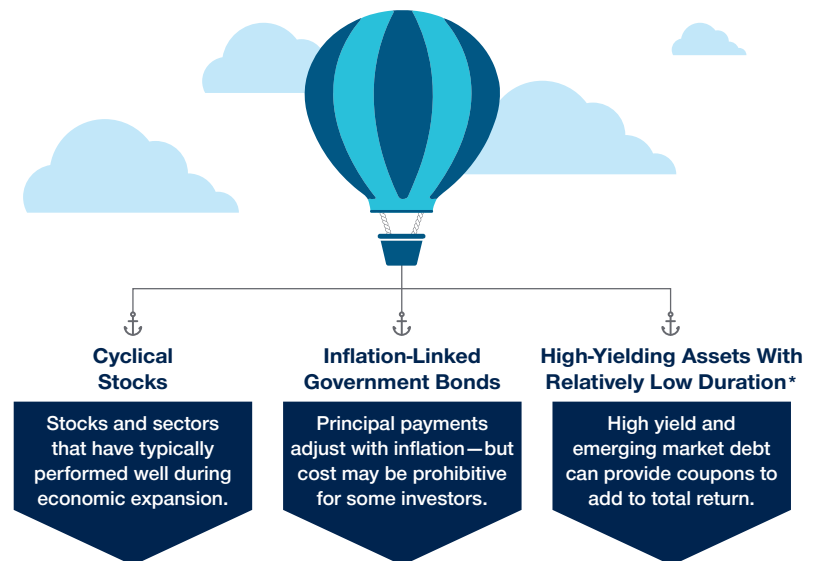 Cyclical
Stocks
Stocks and sectors
that have typically
performed well during
economic expansion.
Inflation-Linked
Government Bonds
Principal payments
adjust with inflation—but
cost may be prohibitive
for some investors.
High-Yielding Assets With
Relatively Low Duration*
High yield and
emerging market debt
can provide coupons to
add to total return.